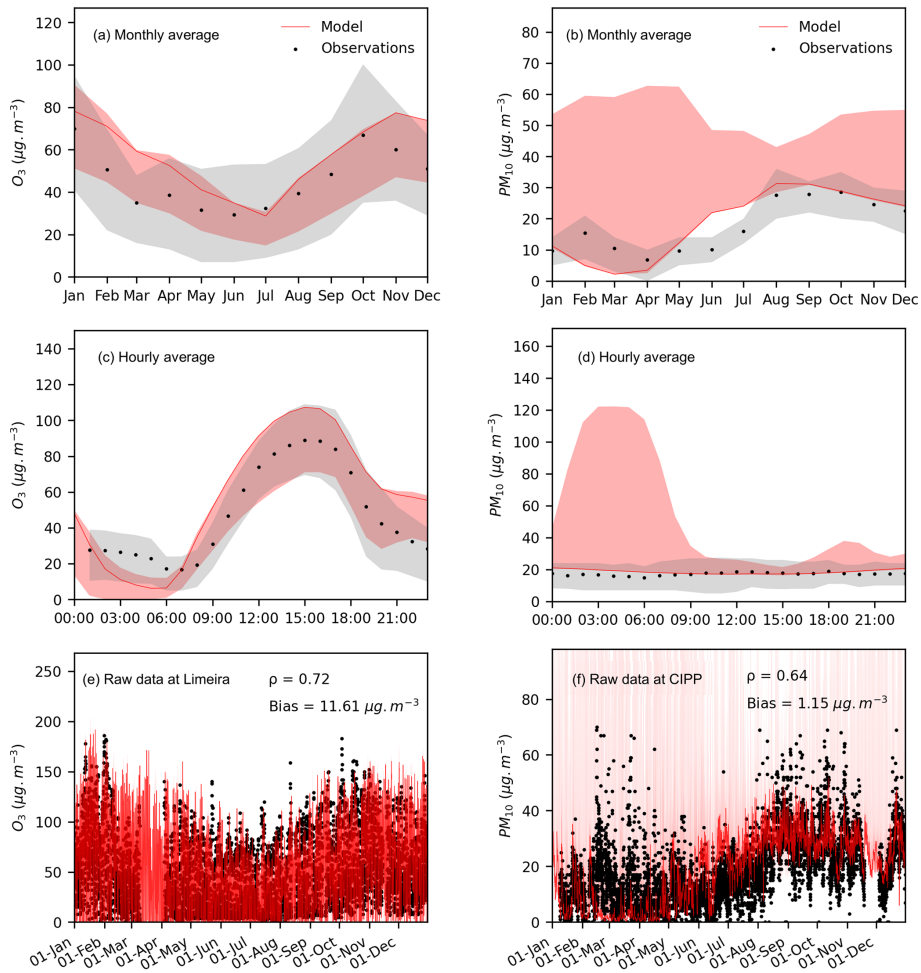 (a) Monthly average
Model
Observations
O₃ (μg.m⁻³)
120
100
80
60
40
20
0
Jan Feb Mar Apr May Jun Jul Aug Sep Oct Nov Dec
(b) Monthly average
Model
Observations
PM₁₀ (μg.m⁻³)
80
70
60
50
40
30
20
10
0
Jan Feb Mar Apr May Jun Jul Aug Sep Oct Nov Dec
(c) Hourly average
O₃ (μg.m⁻³)
140
120
100
80
60
40
20
0
00:00 03:00 06:00 09:00 12:00 15:00 18:00 21:00
(d) Hourly average
PM₁₀ (μg.m⁻³)
160
140
120
100
80
60
40
20
0
00:00 03:00 06:00 09:00 12:00 15:00 18:00 21:00
(e) Raw data at Limeira
ρ = 0.72
Bias = 11.61 μg.m⁻³
O₃ (μg.m⁻³)
250
200
150
100
50
0
01-Jan 01-Feb 01-Mar 01-Apr 01-May 01-Jun 01-Jul 01-Aug 01-Sep 01-Oct 01-Nov 01-Dec
(f) Raw data at CIPP
ρ = 0.64
Bias = 1.15 μg.m⁻³
PM₁₀ (μg.m⁻³)
80
60
40
20
0
01-Jan 01-Feb 01-Mar 01-Apr 01-May 01-Jun 01-Jul 01-Aug 01-Sep 01-Oct 01-Nov 01-Dec